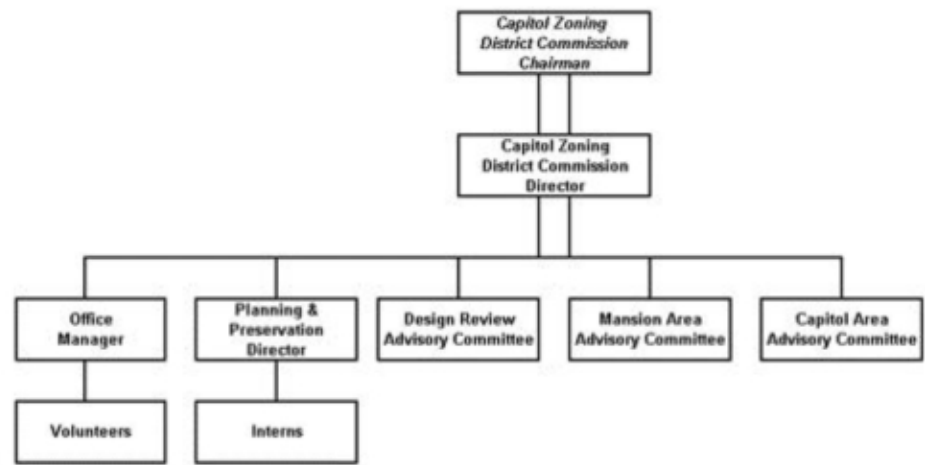 Capitol Zoning
District Commission
Chairman
Capitol Zoning
District Commission
Director
Office
Manager
Planning &
Preservation
Director
Design Review
Advisory Committee
Mansion Area
Advisory Committee
Capitol Area
Advisory Committee
Volunteers
Interns